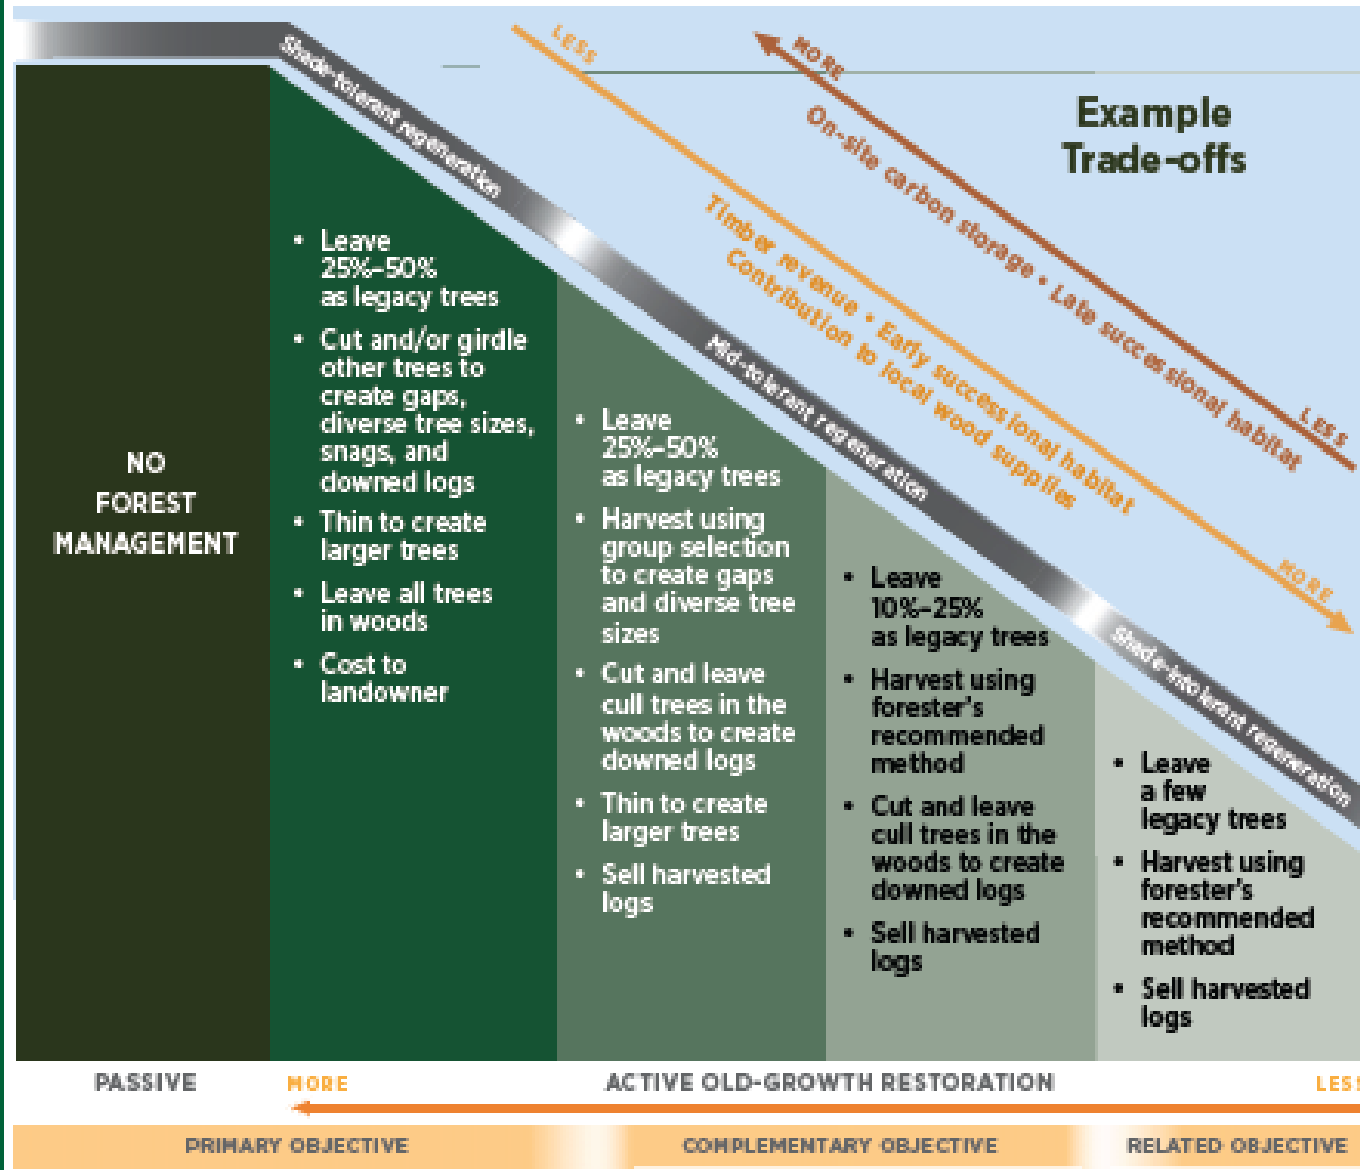 Example
Trade-offs
MORE
On-site carbon storage • Late successional habitat
LESS
LESS
Timber revenue • Early successional habitat
Contribution to local wood supplies
MORE
Shade-tolerant regeneration
Mid-tolerant regeneration
Shade-intolerant regeneration
NO
FOREST
MANAGEMENT
• Leave
25%–50%
as legacy trees
• Cut and/or girdle
other trees to
create gaps,
diverse tree sizes,
snags, and
downed logs
• Thin to create
larger trees
• Leave all trees
in woods
• Cost to
landowner
• Leave
25%–50%
as legacy trees
• Harvest using
group selection
to create gaps
and diverse tree
sizes
• Cut and leave
cull trees in the
woods to create
downed logs
• Thin to create
larger trees
• Sell harvested
logs
• Leave
10%–25%
as legacy trees
• Harvest using
forester's
recommended
method
• Cut and leave
cull trees in the
woods to create
downed logs
• Sell harvested
logs
• Leave
a few
legacy trees
• Harvest using
forester's
recommended
method
• Sell harvested
logs
PASSIVE
MORE
ACTIVE OLD-GROWTH RESTORATION
LESS
PRIMARY OBJECTIVE
COMPLEMENTARY OBJECTIVE
RELATED OBJECTIVE